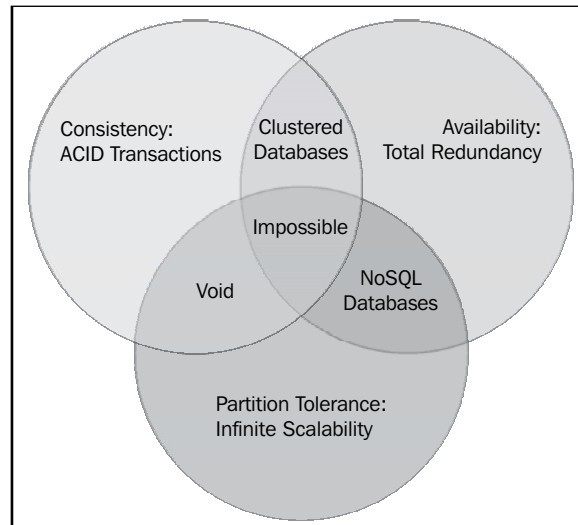 Consistency:
ACID Transactions
Clustered
Databases
Availability:
Total Redundancy
Impossible
Void
NoSQL
Databases
Partition Tolerance:
Infinite Scalability